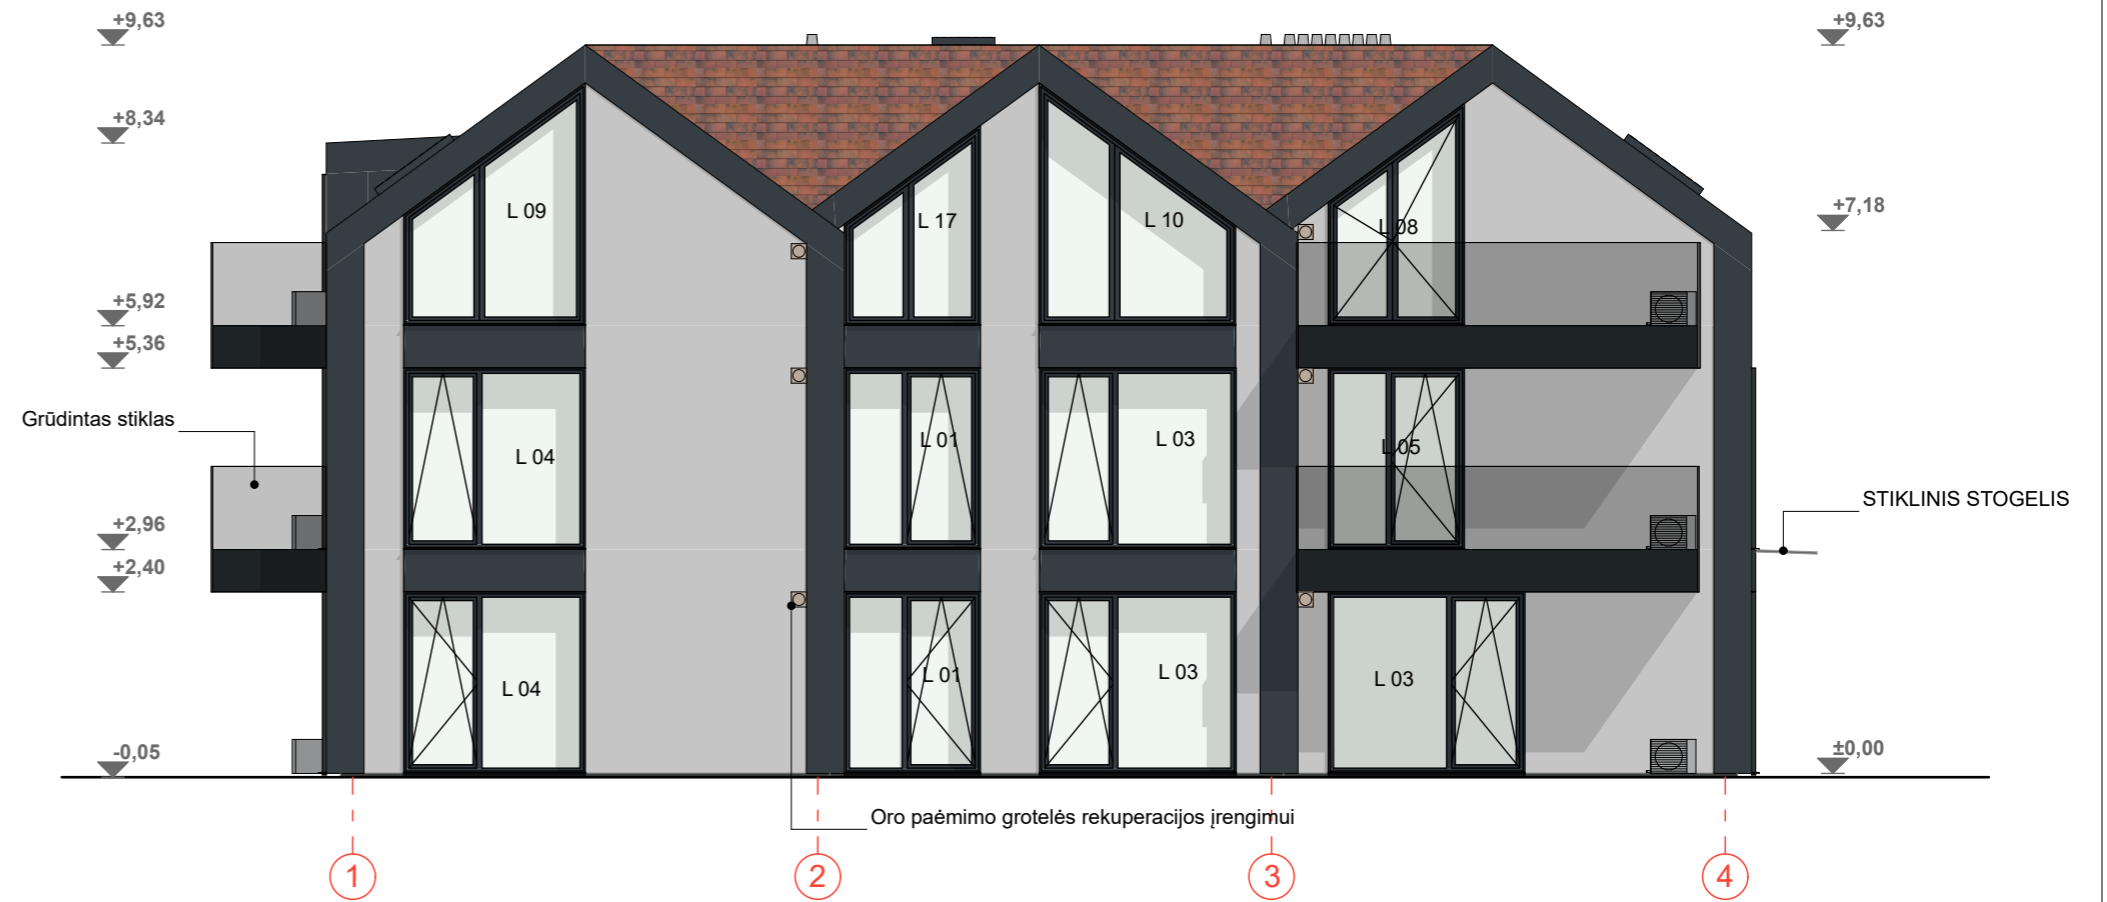 +9,63
+9,63
+8,34
+7,18
L 09
L 17
L 10
L 08
+5,92
+5,36
Grūdintas stiklas
L 04
L 01
L 03
L 05
STIKLINIS STOGELIS
+2,96
+2,40
L 04
L 01
L 03
L 03
-0,05
±0,00
Oro paėmimo grotelės rekuperacijos įrengimui
1
2
3
4